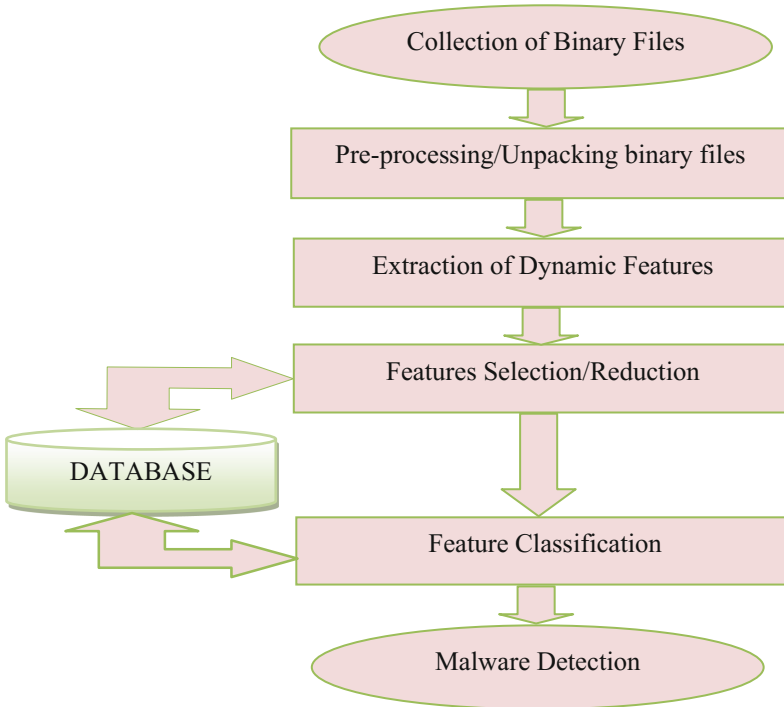 Collection of Binary Files
Pre-processing/Unpacking binary files
Extraction of Dynamic Features
Features Selection/Reduction
DATABASE
Feature Classification
Malware Detection